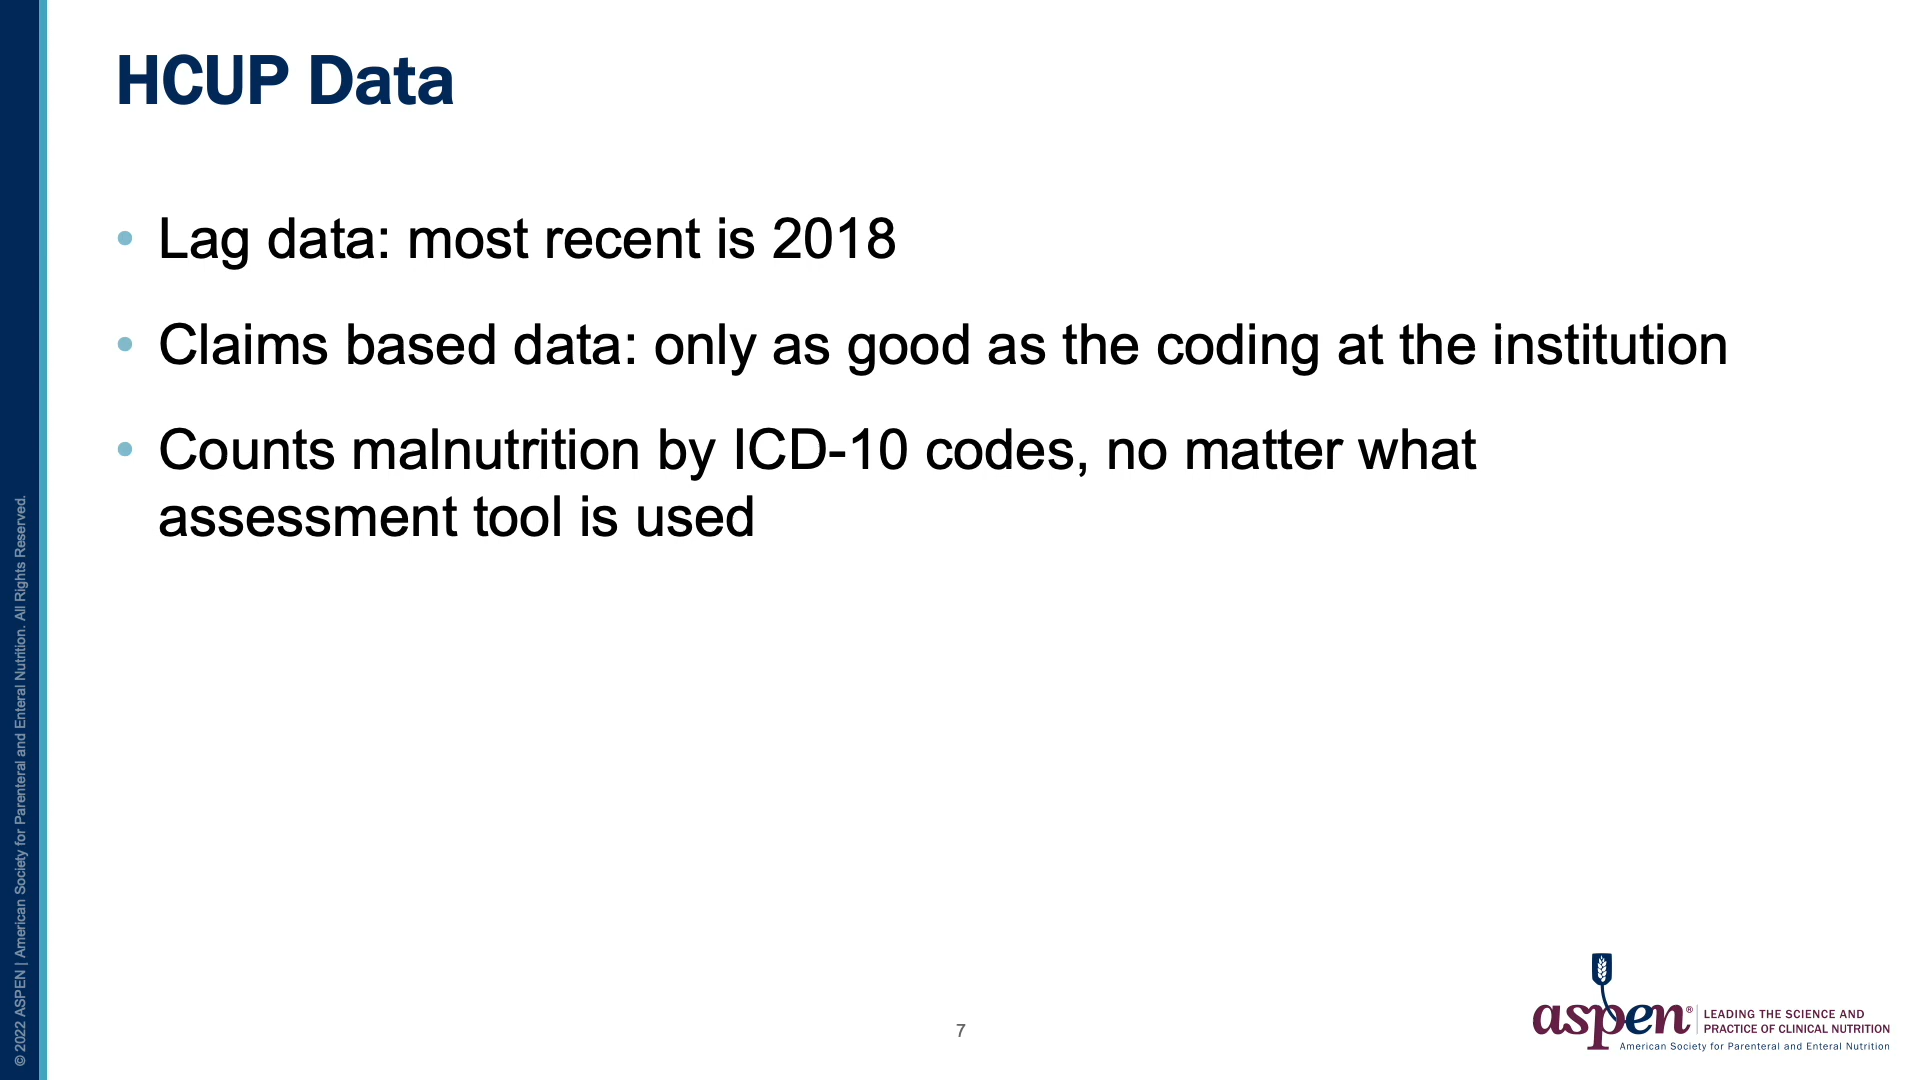 HCUP Data
• Lag data: most recent is 2018
• Claims based data: only as good as the coding at the institution
• Counts malnutrition by ICD-10 codes, no matter what
assessment tool is used
© 2022 ASPEN | American Society for Parenteral and Enteral Nutrition. All Rights Reserved.
7
aspen®
LEADING THE SCIENCE AND
PRACTICE OF CLINICAL NUTRITION
American Society for Parenteral and Enteral Nutrition